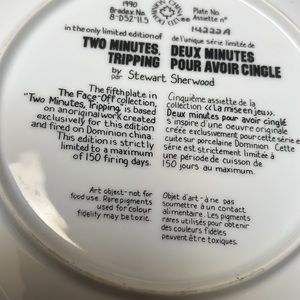 1990
Bradex No.
8-D52-11.5
Plate No.
Assiette nº
14222A
in the only limited edition of
TWO MINUTES,
TRIPPING
d'une unique série limitée de
DEUX MINUTES
POUR AVOIR CINGLÉ
by
par Stewart Sherwood
The fifth plate in
The Face-Off collection,
"Two Minutes, Tripping" is based
on an original work created
exclusively for this edition
and fired on Dominion china.
This edition is strictly
limited to a maximum
of 150 firing days.
Cinquième assiette de la
collection «La mise en jeu».
Deux minutes pour avoir cinglé
s'inspire d'une oeuvre originale
créée exclusivement pour cette série et
cuite sur porcelaine Dominion. Cette
série est strictement limitée à
une période de cuisson de
150 jours au maximum.
Art object-not for
food use. Rare pigments
used for colour
fidelity may be toxic.
Objet d'art-à ne pas
soumettre à un contact
alimentaire. Les pigments
rares utilisés pour obtenir
des couleurs fidèles
peuvent être toxiques.